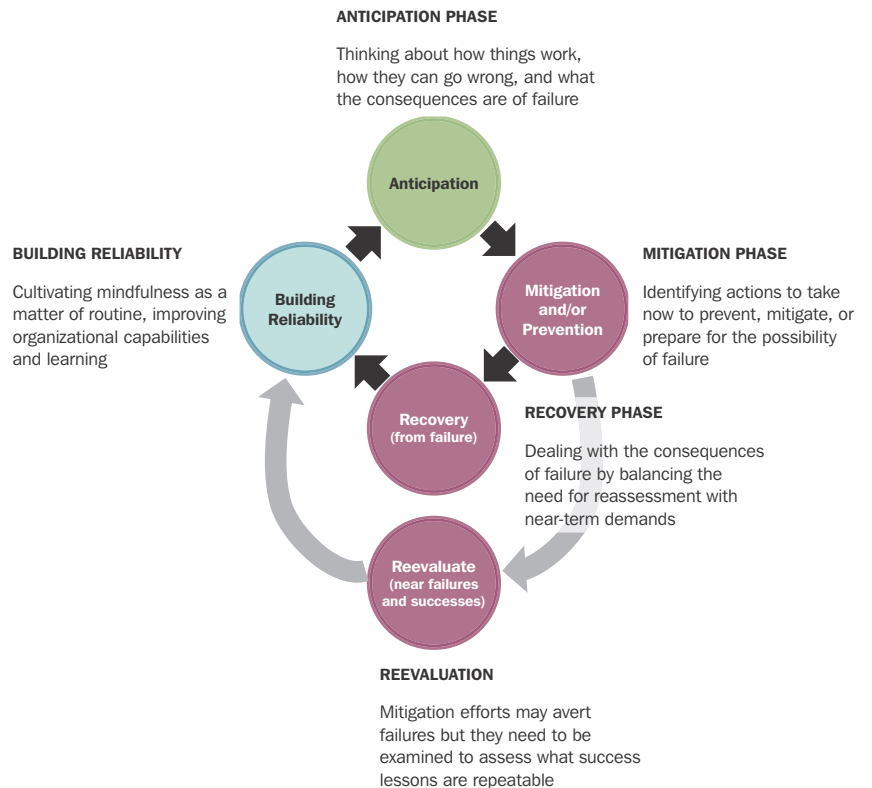 ANTICIPATION PHASE
Thinking about how things work,
how they can go wrong, and what
the consequences are of failure
Anticipation
BUILDING RELIABILITY
Cultivating mindfulness as a
matter of routine, improving
organizational capabilities
and learning
Building
Reliability
Mitigation
and/or
Prevention
MITIGATION PHASE
Identifying actions to take
now to prevent, mitigate, or
prepare for the possibility
of failure
Recovery
(from failure)
RECOVERY PHASE
Dealing with the consequences
of failure by balancing the
need for reassessment with
near-term demands
Reevaluate
(near failures
and successes)
REEVALUATION
Mitigation efforts may avert
failures but they need to be
examined to assess what success
lessons are repeatable